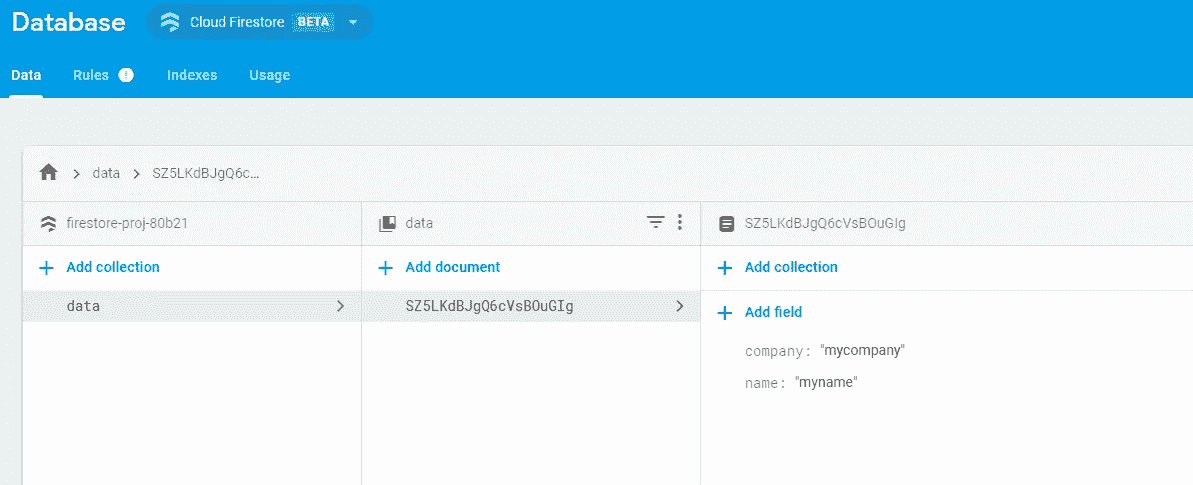 Database Cloud Firestore BETA
Data Rules ! Indexes Usage
data SZ5LKdBJgQ6c...
firestore-proj-80b21 data SZ5LKdBJgQ6cVsBOuGIg
+ Add collection + Add document + Add collection
data SZ5LKdBJgQ6cVsBOuGIg + Add field
company: "mycompany"
name: "myname"